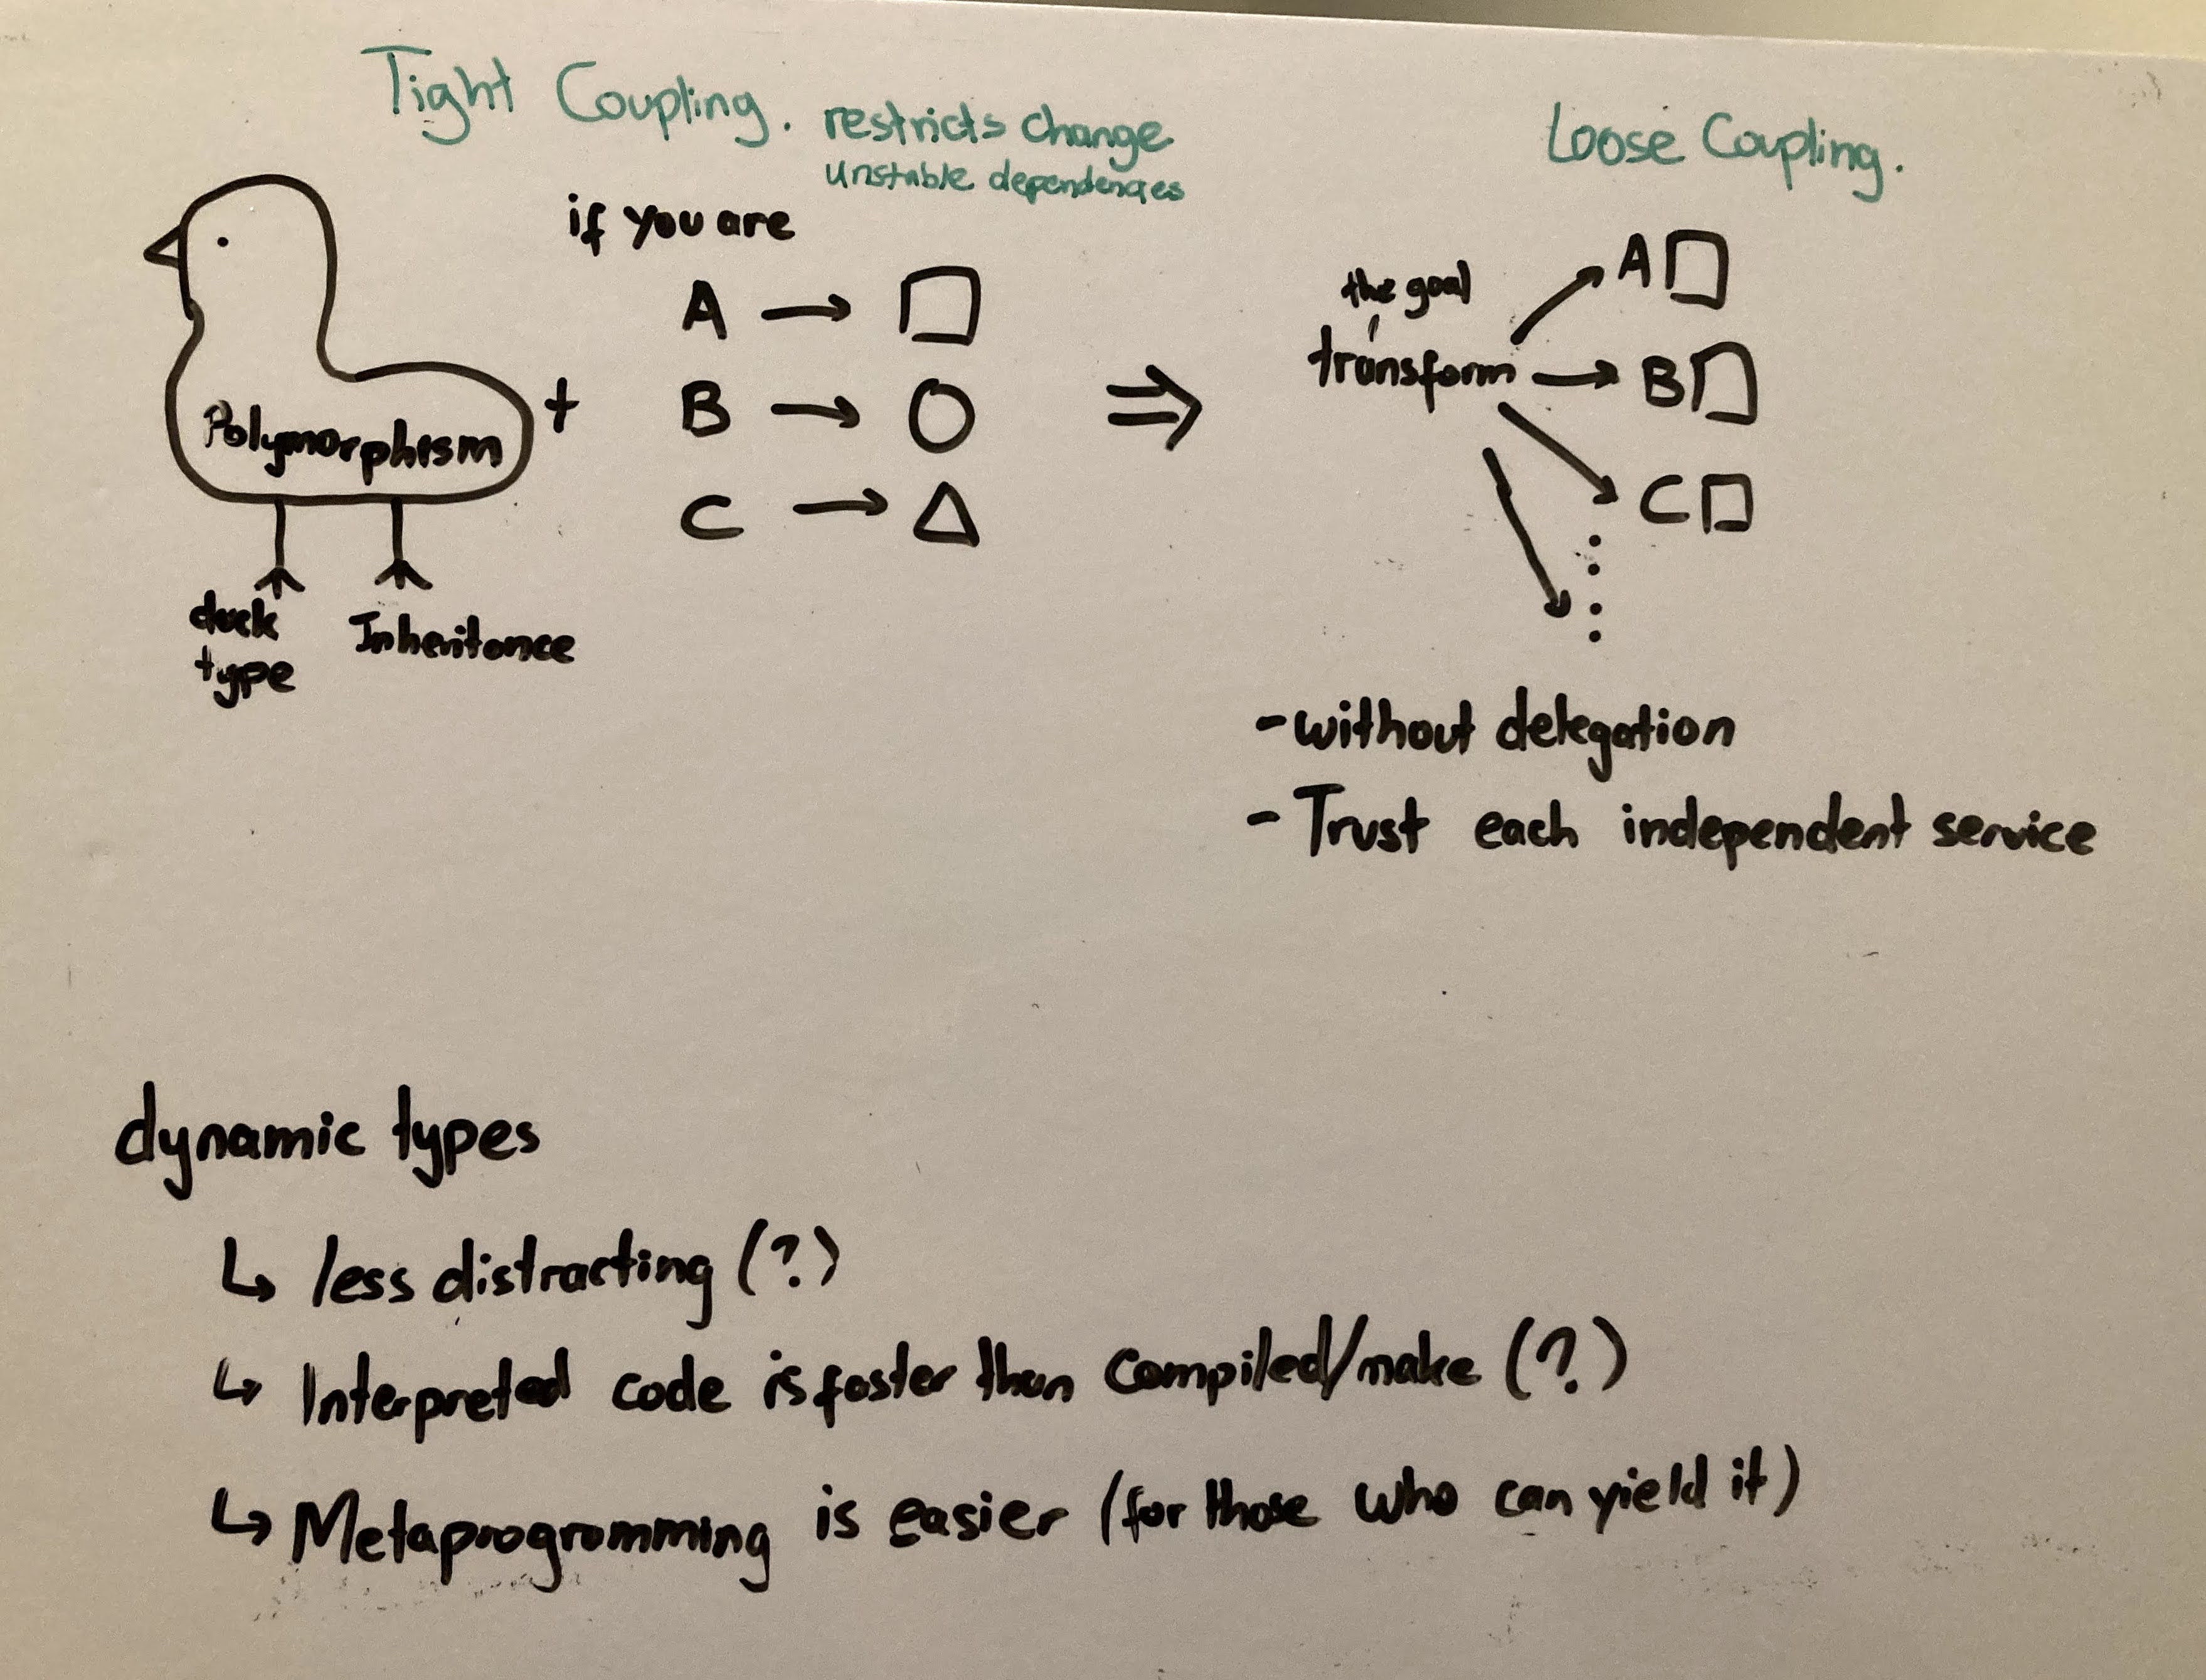 Tight Coupling. restricts change
Unstable dependencies
Polymorphism
duck
type
Inheritance
+
if you are
A →
B →
C →
⇒
Loose Coupling.
the goal
transform
A
B
C
- without delegation
- Trust each independent service
dynamic types
↳ less distracting (?)
↳ Interpreted code is faster than compiled/make (?)
↳ Metaprogramming is easier (for those who can yield it)